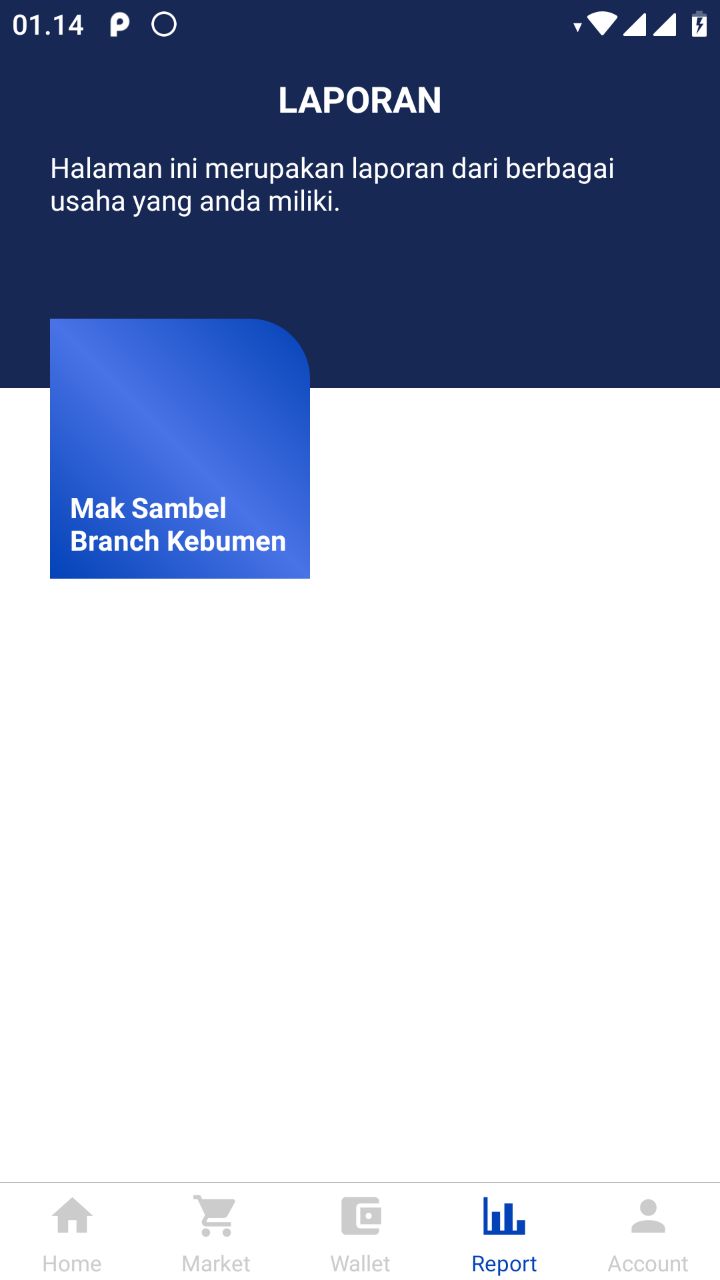 01.14
LAPORAN
Halaman ini merupakan laporan dari berbagai
usaha yang anda miliki.
Mak Sambel
Branch Kebumen
Home
Market
Wallet
Report
Account